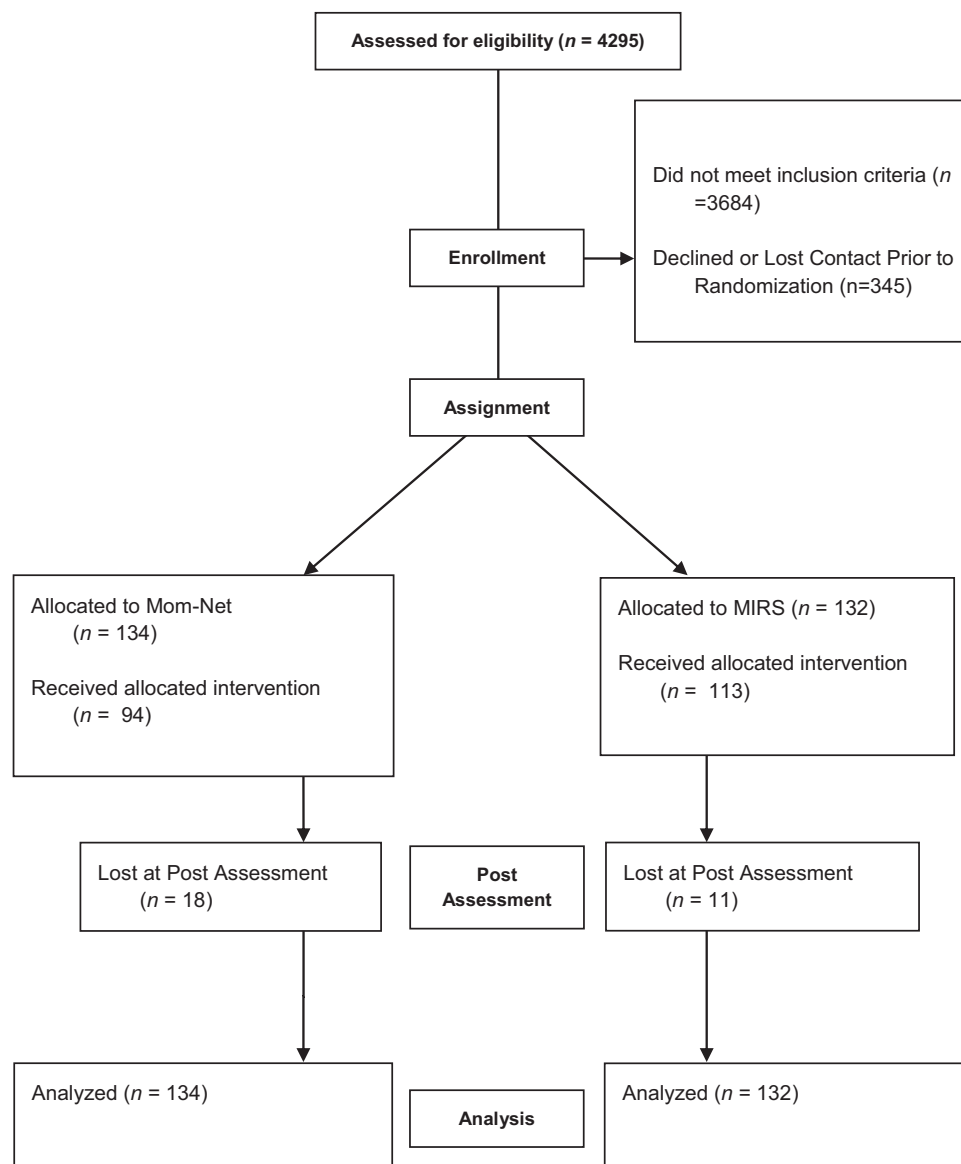 Assessed for eligibility (n = 4295)
Did not meet inclusion criteria (n
=3684)
Declined or Lost Contact Prior to
Randomization (n=345)
Enrollment
Assignment
Allocated to Mom-Net
(n = 134)
Received allocated intervention
(n = 94)
Allocated to MIRS (n = 132)
Received allocated intervention
(n = 113)
Lost at Post Assessment
(n = 18)
Post
Assessment
Lost at Post Assessment
(n = 11)
Analyzed (n = 134)
Analysis
Analyzed (n = 132)